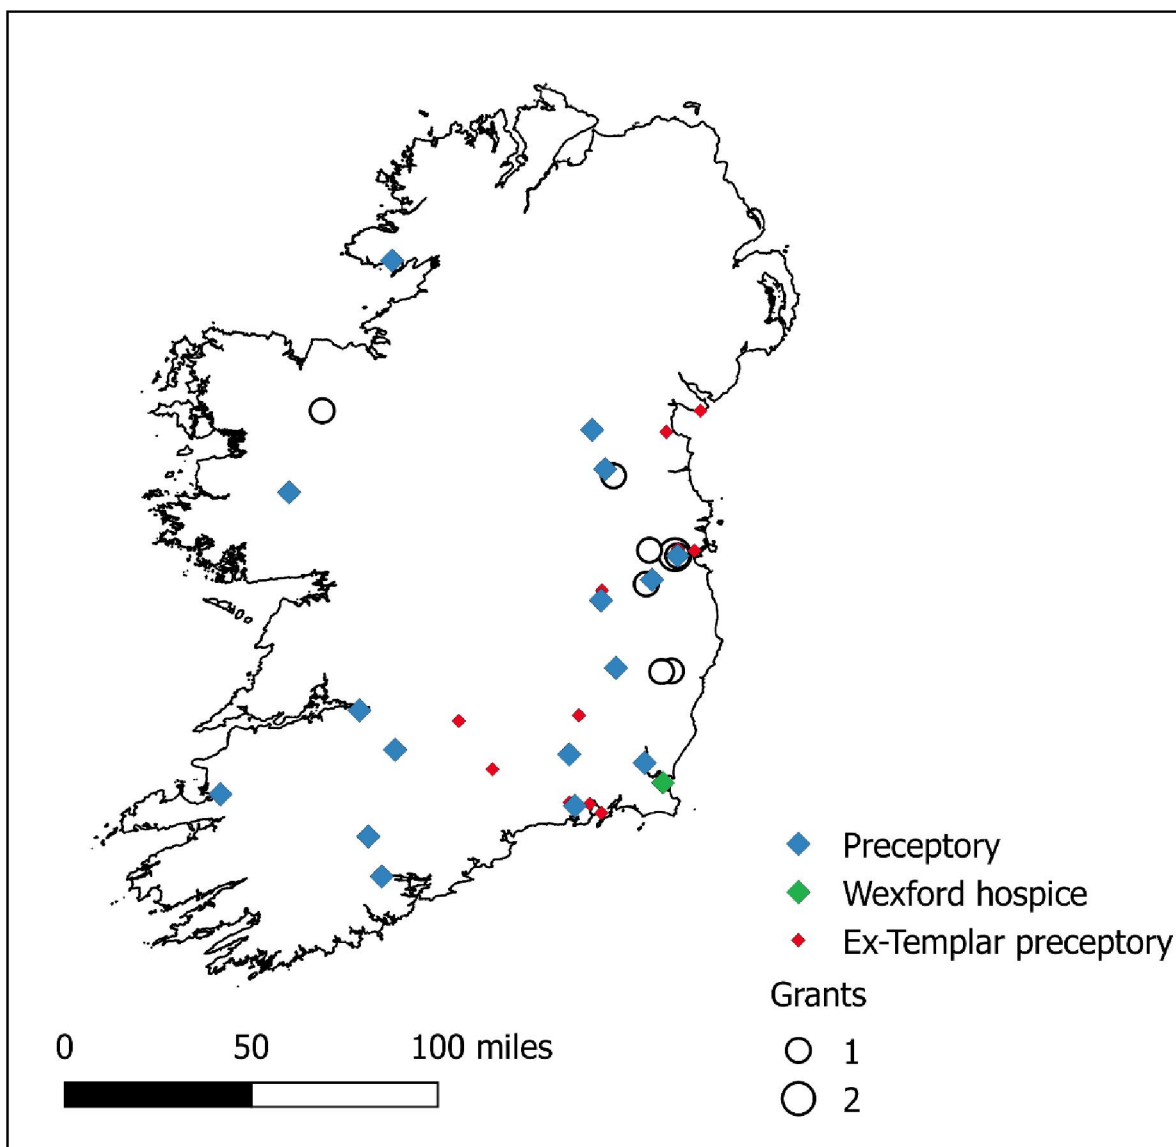 Preceptory
Wexford hospice
Ex-Templar preceptory
Grants
1
2
0 50 100 miles